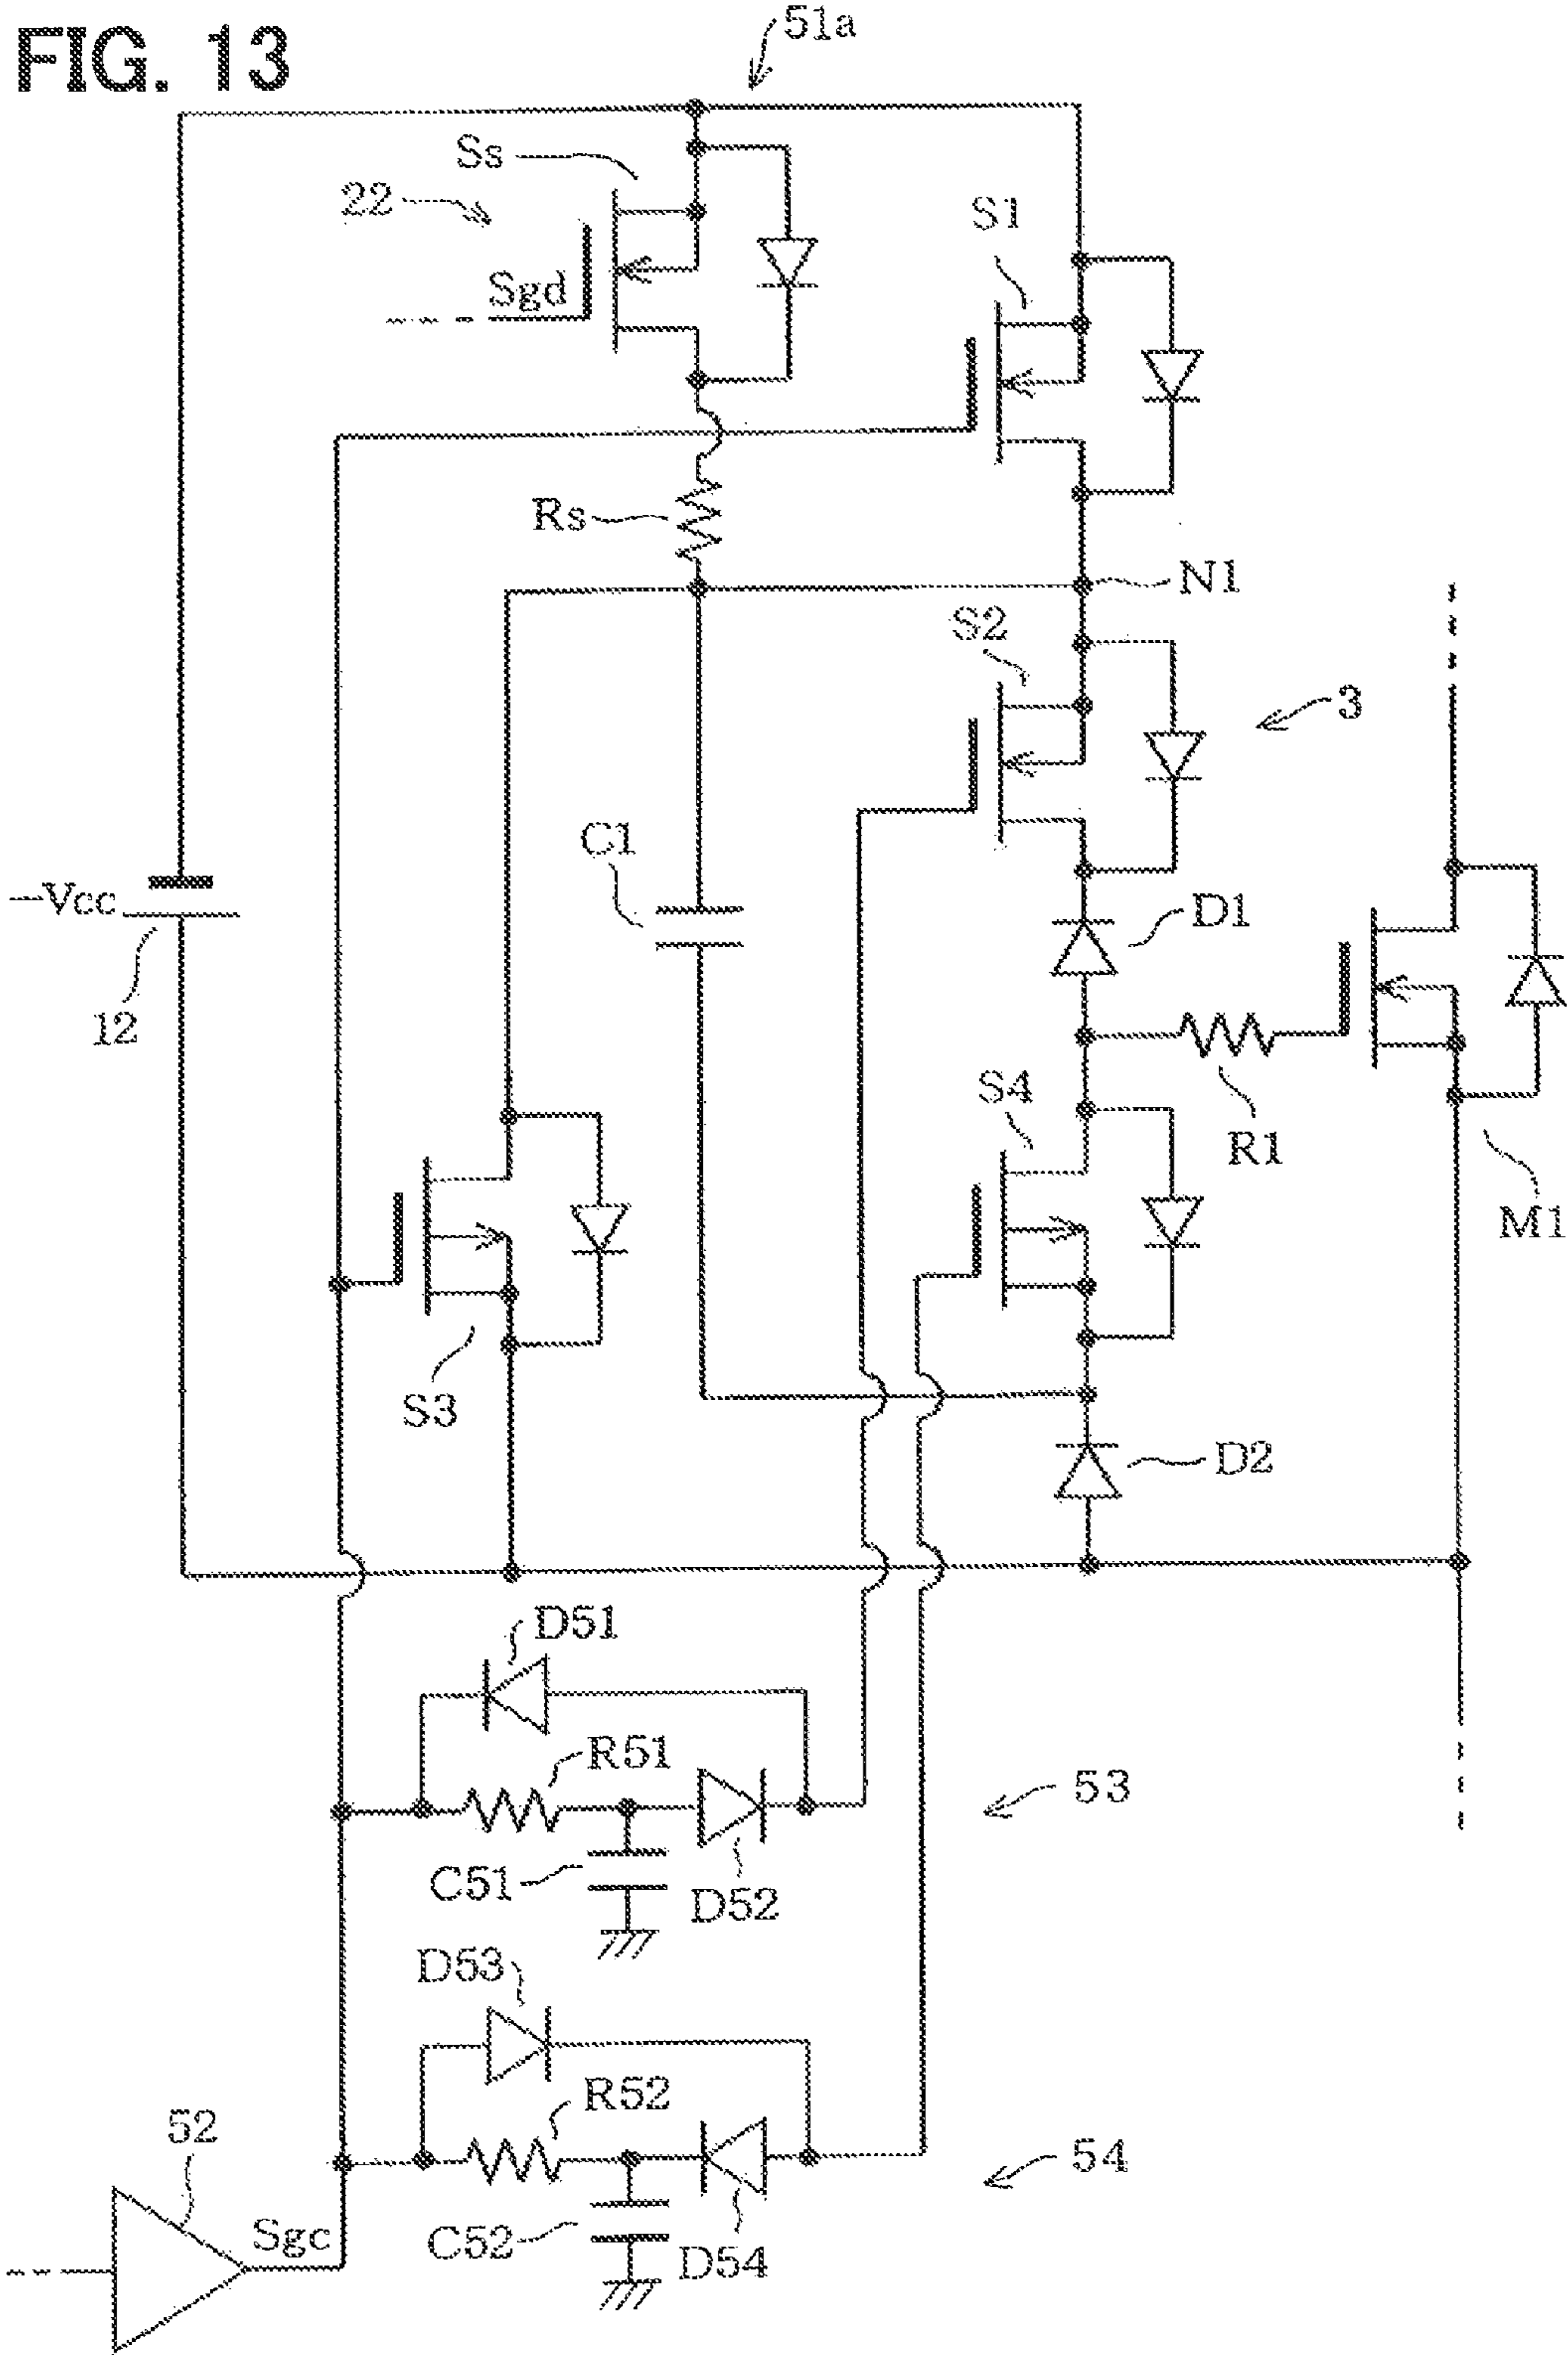 FIG. 13
51a
Ss
22
S1
Sgd
Rs
N1
S2
3
C1
-Vcc
D1
12
S4
R1
M1
S3
D2
D51
R51
53
C51
D52
D53
R52
52
54
Sgc
C52
D54